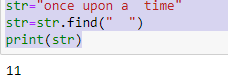 str="once upon a  time"
str=str.find("  ")
print(str)
11